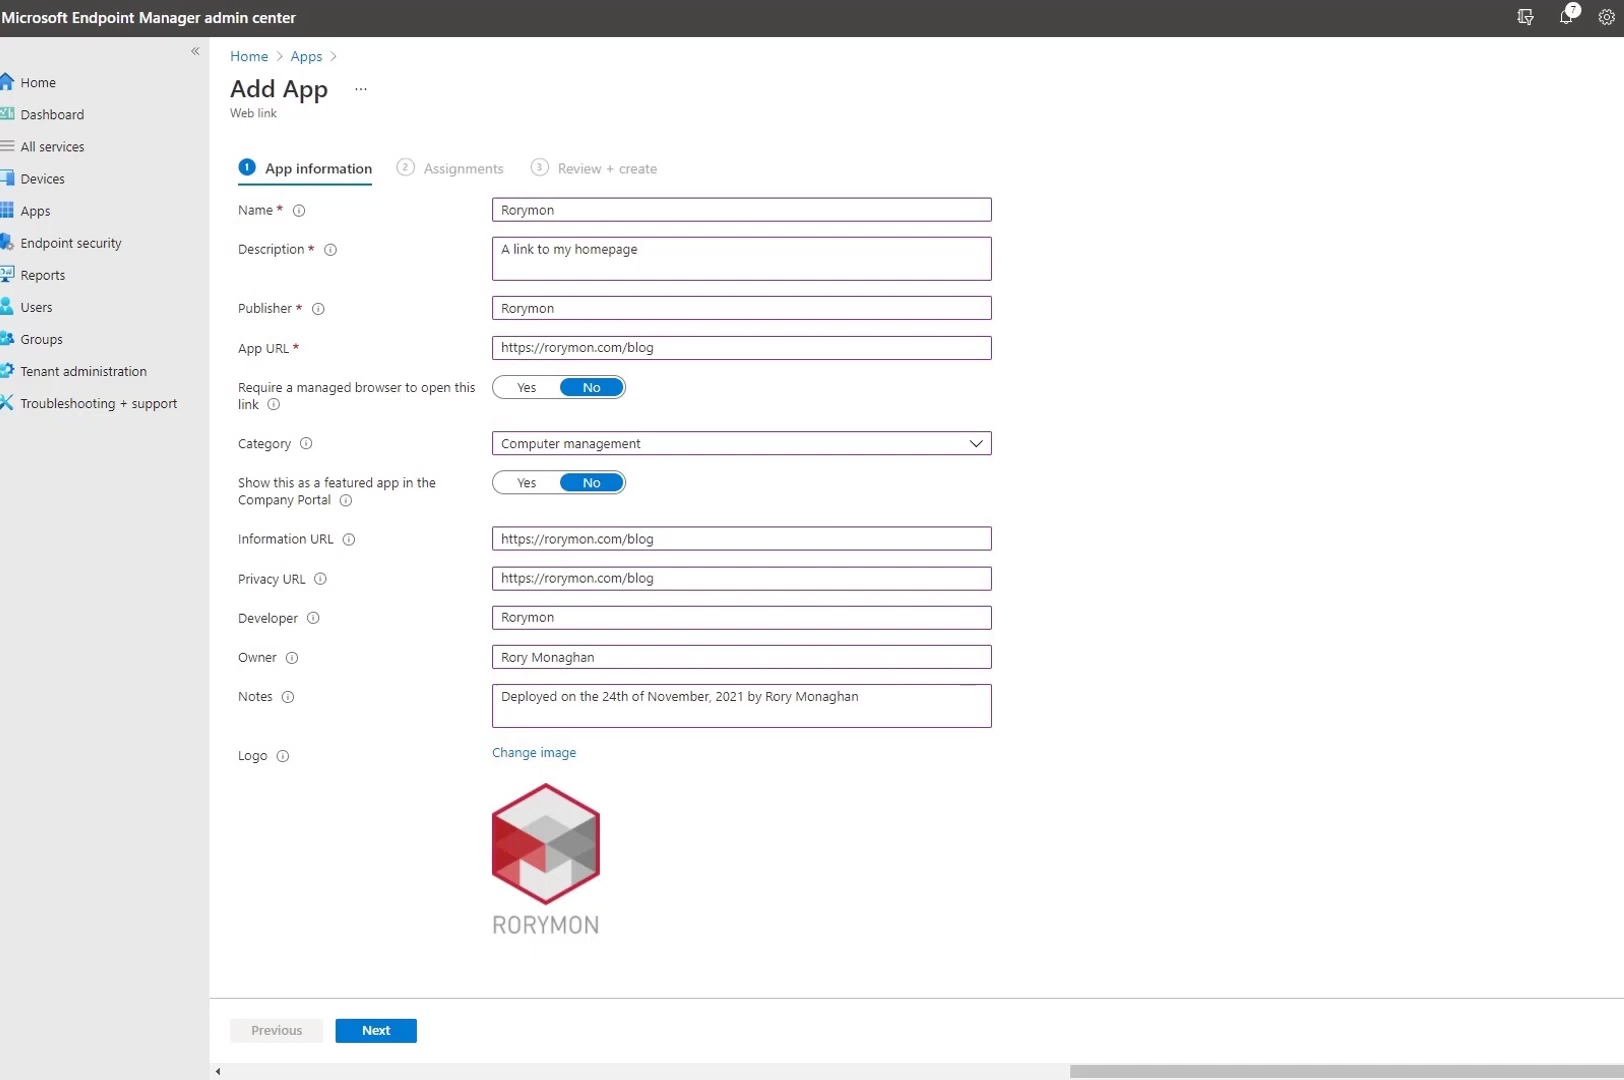 Microsoft Endpoint Manager admin center
7
«
Home
Dashboard
All services
Devices
Apps
Endpoint security
Reports
Users
Groups
Tenant administration
Troubleshooting + support
Home > Apps >
Add App ...
Web link
1 App information 2 Assignments 3 Review + create
Name * Rorymon
Description * A link to my homepage
Publisher * Rorymon
App URL * https://rorymon.com/blog
Require a managed browser to open this
link
Yes No
Category Computer management
Show this as a featured app in the
Company Portal
Yes No
Information URL https://rorymon.com/blog
Privacy URL https://rorymon.com/blog
Developer Rorymon
Owner Rory Monaghan
Notes Deployed on the 24th of November, 2021 by Rory Monaghan
Logo Change image
RORYMON
Previous Next